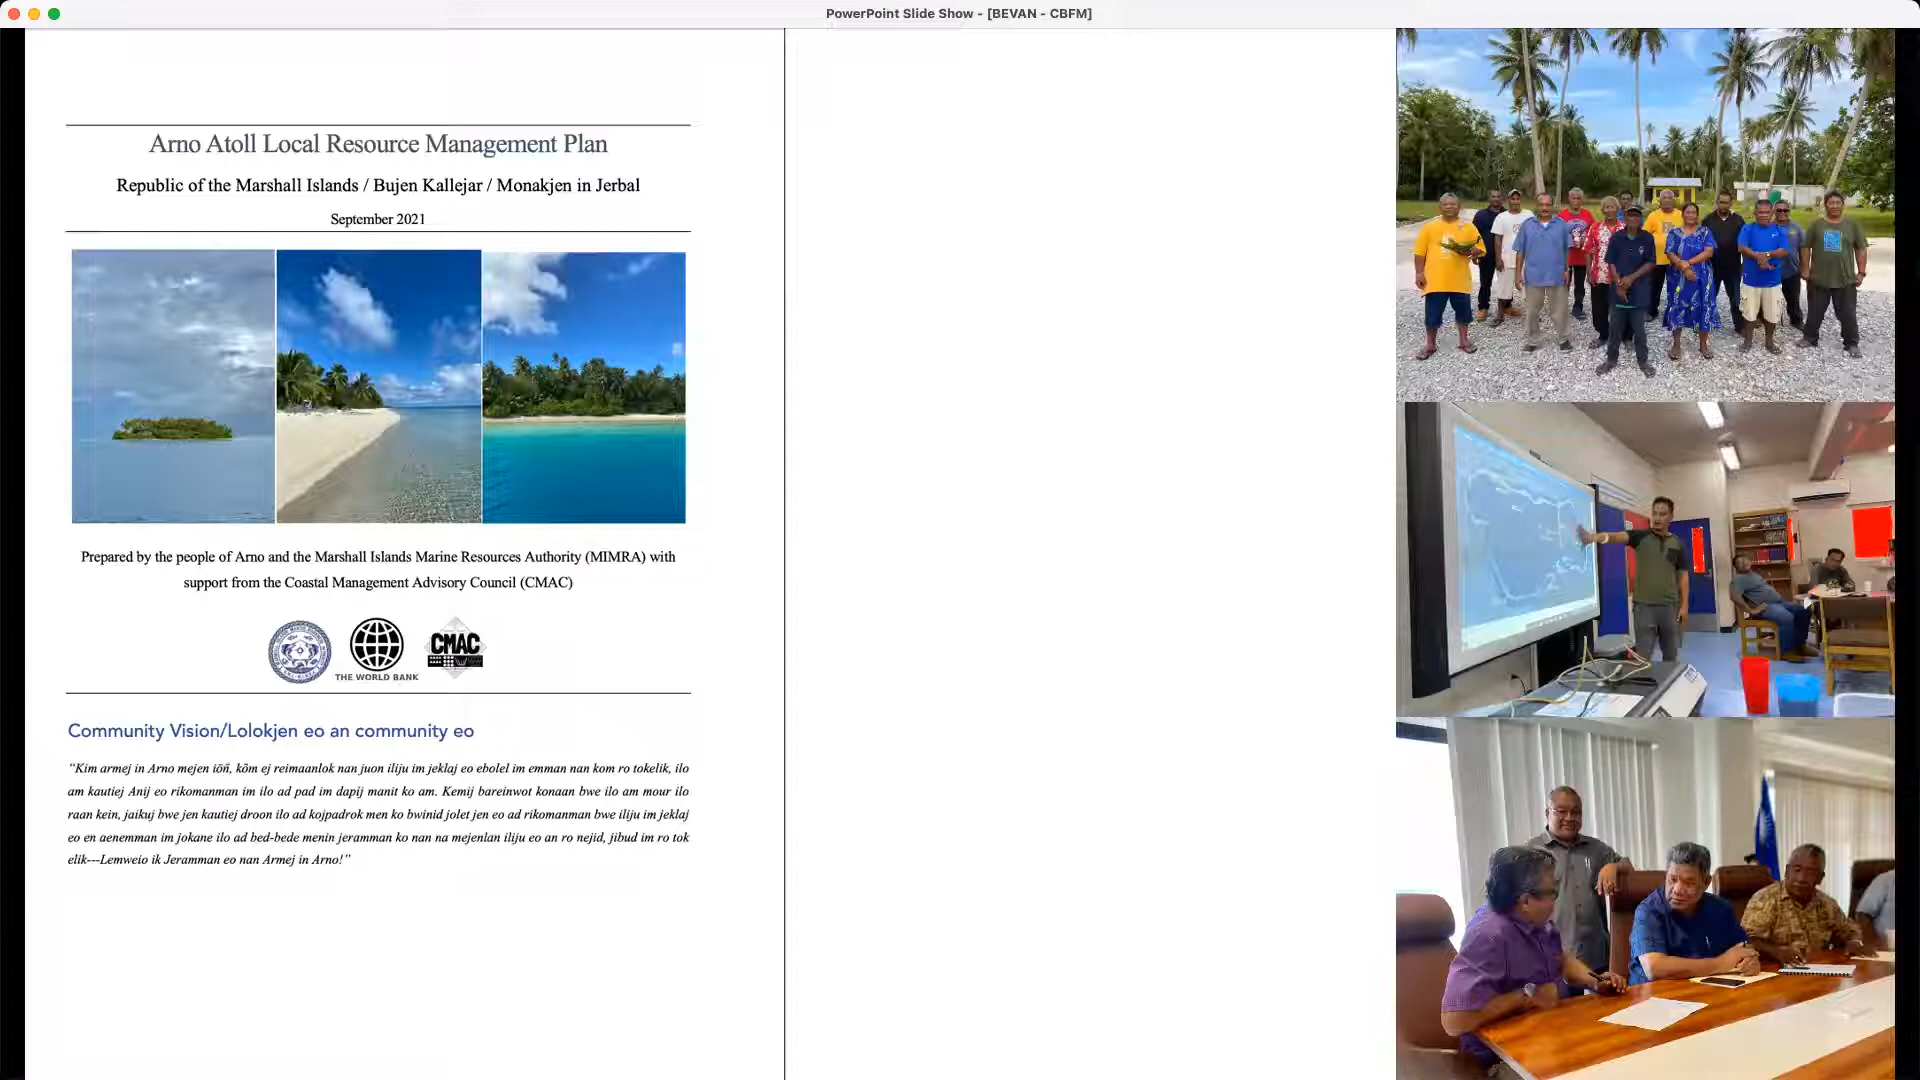 PowerPoint Slide Show - [BEVAN - CBFM]
Arno Atoll Local Resource Management Plan
Republic of the Marshall Islands / Bujen Kallejar / Monakjen in Jerbal
September 2021
Prepared by the people of Arno and the Marshall Islands Marine Resources Authority (MIMRA) with
support from the Coastal Management Advisory Council (CMAC)
THE WORLD BANK
CMAC
Community Vision/Lolokjen eo an community eo
“Kim armej in Arno mejen iōñ, kōm ej reimaanlok nan juon iliju im jeklaj eo ebolel im emman nan kom ro tokelik, ilo
am kautiej Anij eo rikomanman im ilo ad pad im dapij manit ko am. Kemij bareinwot konaan bwe ilo am mour ilo
raan kein, jaikuj bwe jen kautiej droon ilo ad kojpadrok men ko bwinid jolet jen eo ad rikomanman bwe iliju im jeklaj
eo en aenemman im jokane ilo ad bed-bede menin jeramman ko nan na mejenlan iliju eo an ro nejid, jibud im ro tok
elik---Lemweio ik Jeramman eo nan Armej in Arno!”